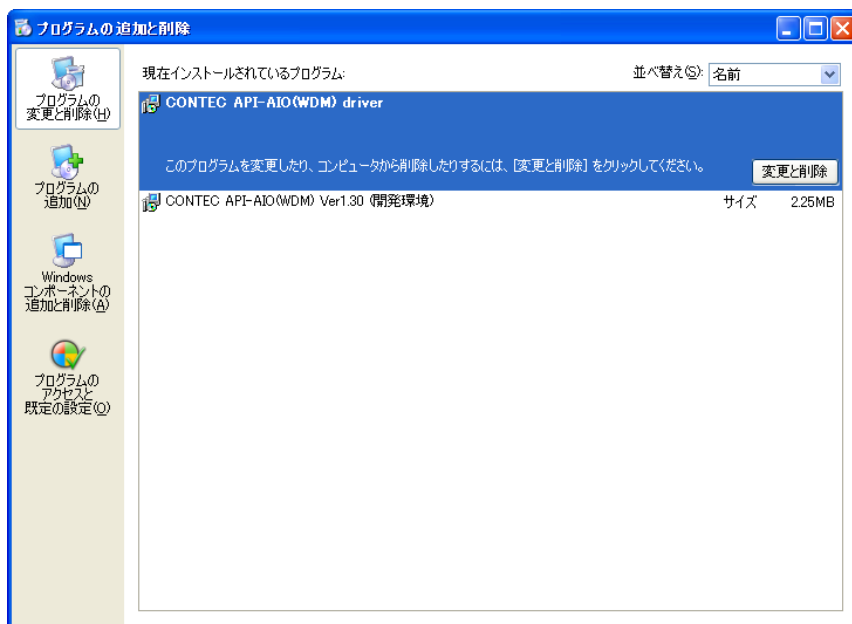 プログラムの追加と削除
プログラムの
変更と削除(H)
プログラムの
追加(N)
Windows
コンポーネントの
追加と削除(A)
プログラムの
アクセスと
既定の設定(O)
現在インストールされているプログラム:
並べ替え(S): 名前
CONTEC API-AIO(WDM) driver
このプログラムを変更したり、コンピュータから削除したりするには、[変更と削除] をクリックしてください。
変更と削除
CONTEC API-AIO(WDM) Ver1.30 (開発環境) サイズ 2.25MB